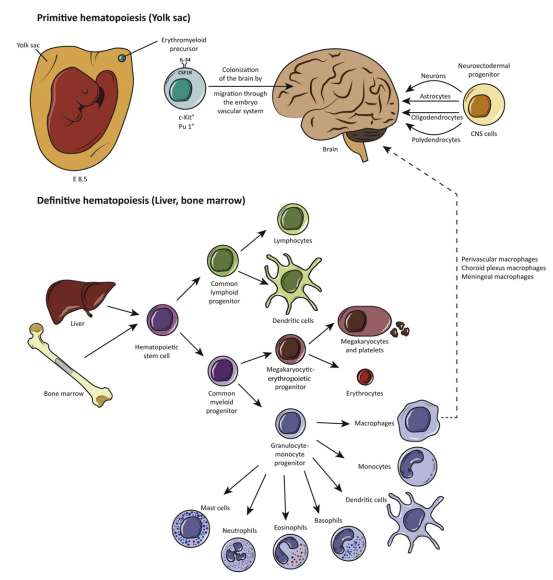 Primitive hematopoiesis (Yolk sac)
Yolk sac
Erythromyeloid
precursor
IL-34
CSF1R
c-Kit+
Pu 1+
E 8.5
Colonization
of the brain by
migration through
the embryo
vascular system
Brain
Neurons
Astrocytes
Oligodendrocytes
Polydendrocytes
Neuroectodermal
progenitor
CNS cells
Definitive hematopoiesis (Liver, bone marrow)
Perivascular macrophages
Choroid plexus macrophages
Meningeal macrophages
Liver
Bone marrow
Hematopoietic
stem cell
Common
lymphoid
progenitor
Lymphocytes
Dendritic cells
Common
myeloid
progenitor
Megakaryocytic-
erythropoietic
progenitor
Megakaryocytes
and platelets
Erythrocytes
Granulocyte-
monocyte
progenitor
Macrophages
Monocytes
Dendritic cells
Mast cells
Neutrophils
Eosinophils
Basophils